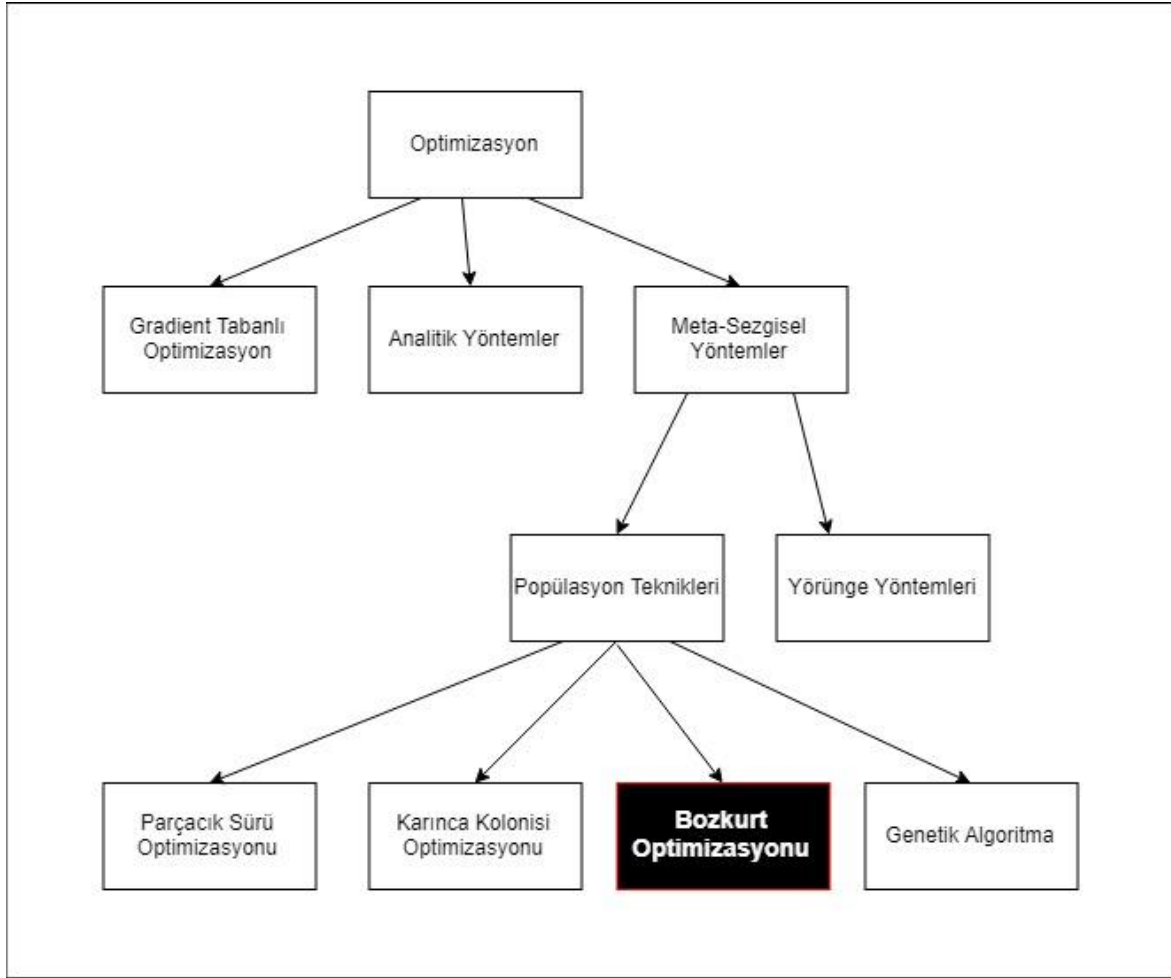 Optimizasyon
Gradient Tabanlı
Optimizasyon
Analitik Yöntemler
Meta-Sezgisel
Yöntemler
Popülasyon Teknikleri
Yörünge Yöntemleri
Parçacık Sürü
Optimizasyonu
Karınca Kolonisi
Optimizasyonu
Bozkurt
Optimizasyonu
Genetik Algoritma